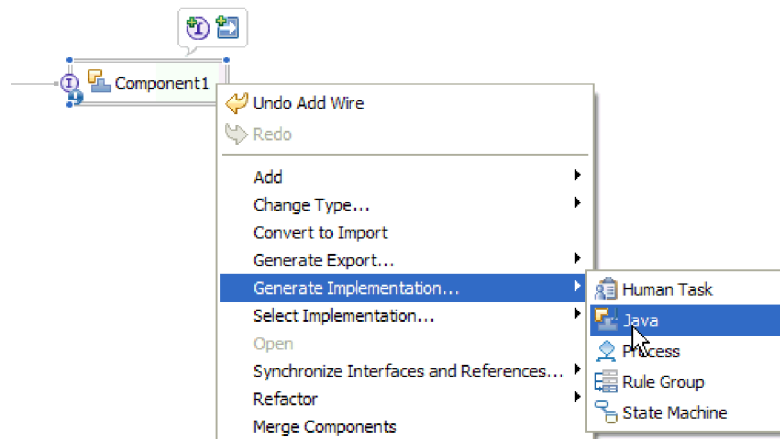 Component1
Undo Add Wire
Redo
Add
Change Type...
Convert to Import
Generate Export...
Generate Implementation...
Select Implementation...
Open
Synchronize Interfaces and References...
Refactor
Merge Components
Human Task
Java
Process
Rule Group
State Machine